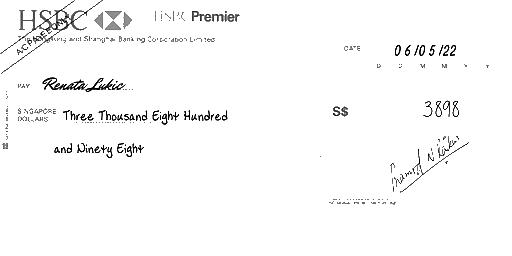 HSBC HSBC Premier
The Hongkong and Shanghai Banking Corporation Limited
A/C PAYEE ONLY
DATE 06/05/22
D D M M Y Y
PAY Renata Lukic
SINGAPORE DOLLARS Three Thousand Eight Hundred
and Ninety Eight
S$ 3898